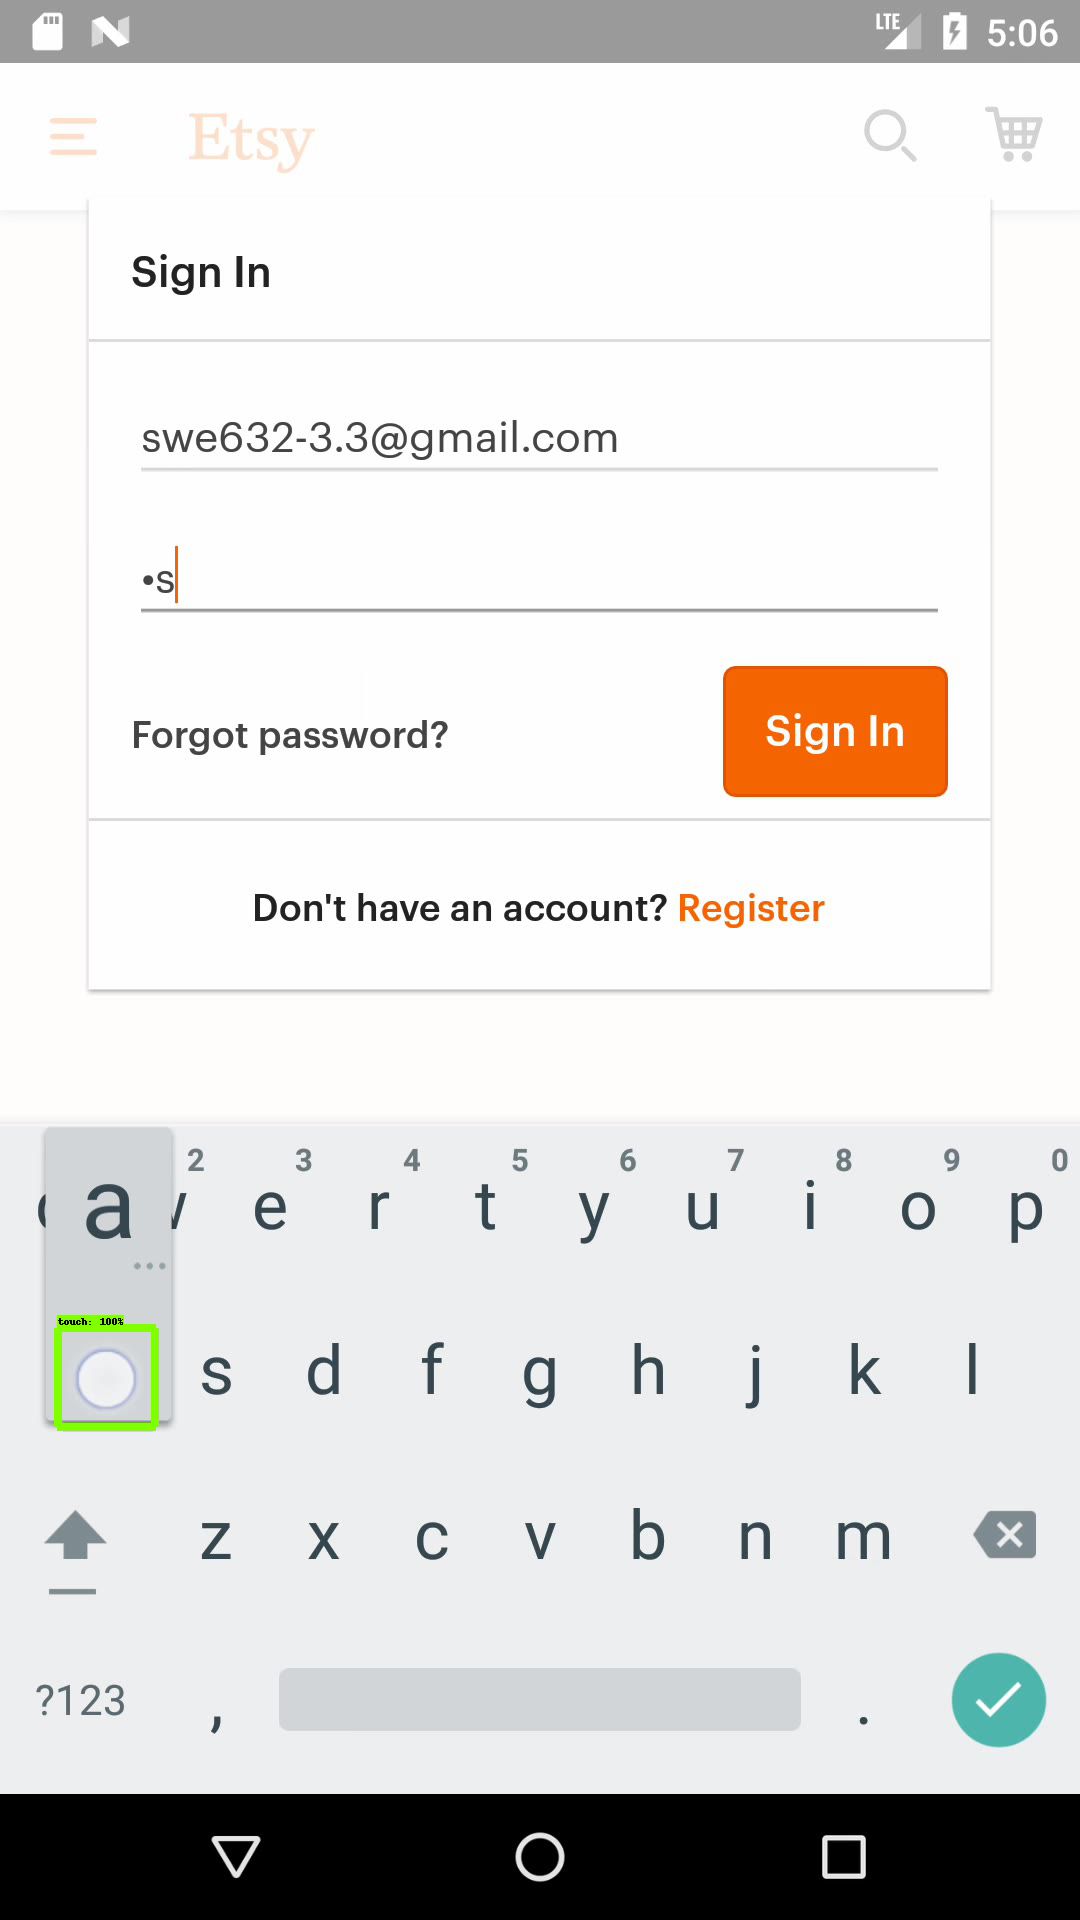 LTE 5:06
Etsy
Sign In
swe632-3.3@gmail.com
•s
Forgot password?
Sign In
Don't have an account? Register
2 3 4 5 6 7 8 9 0
a e r t y u i o p
touch: 100%
s d f g h j k l
z x c v b n m
?123 , .